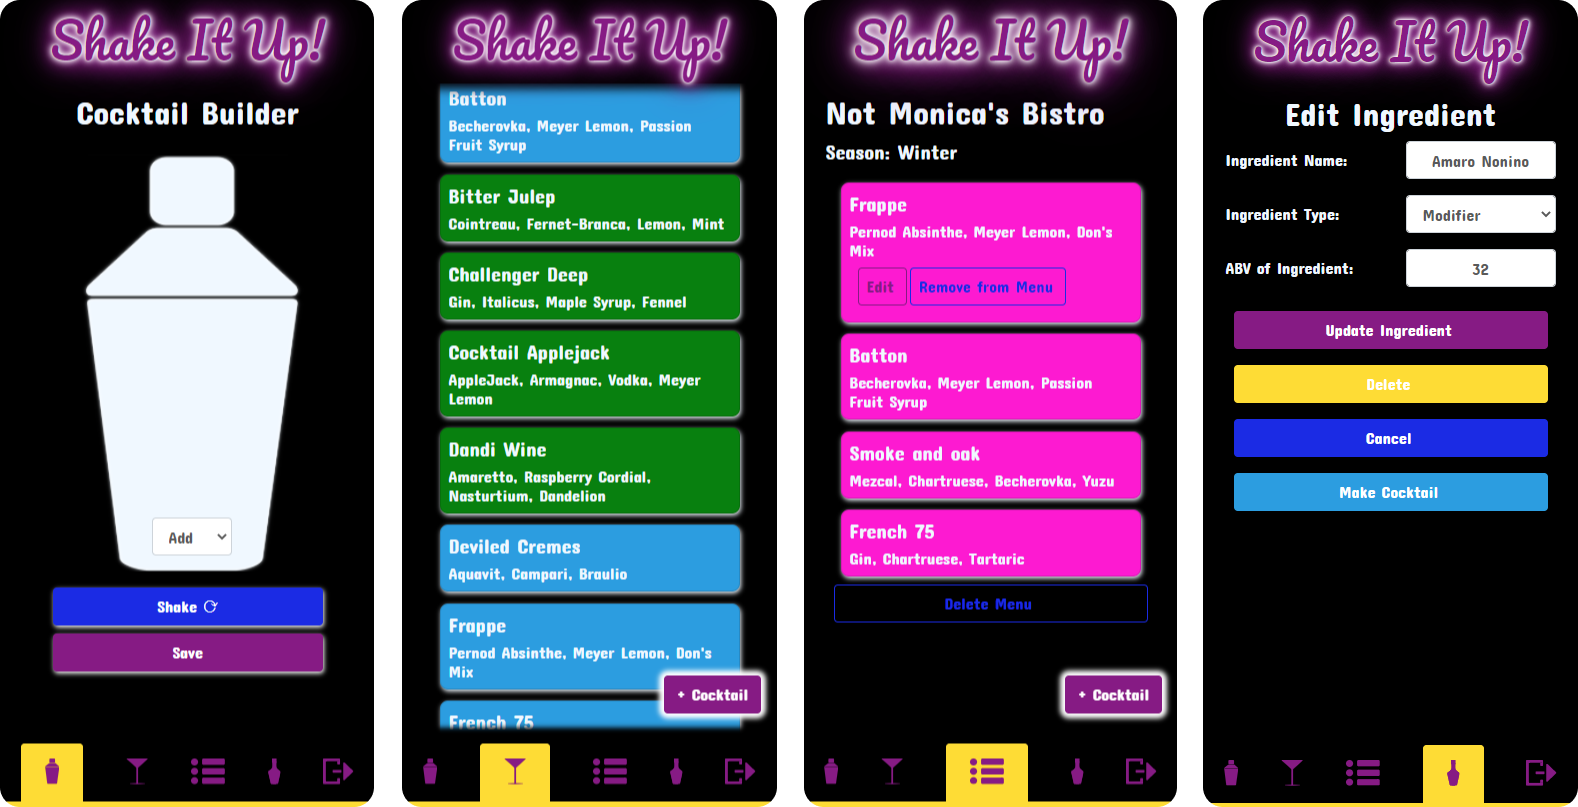 Shake It Up!
Cocktail Builder
Add
Shake
Save
Shake It Up!
Batton
Becherovka, Meyer Lemon, Passion
Fruit Syrup
Bitter Julep
Cointreau, Fernet-Branca, Lemon, Mint
Challenger Deep
Gin, Italicus, Maple Syrup, Fennel
Cocktail Applejack
AppleJack, Armagnac, Vodka, Meyer
Lemon
Dandi Wine
Amaretto, Raspberry Cordial,
Nasturtium, Dandelion
Deviled Cremes
Aquavit, Campari, Braulio
Frappe
Pernod Absinthe, Meyer Lemon, Don's
Mix
French 75
+ Cocktail
Shake It Up!
Not Monica's Bistro
Season: Winter
Frappe
Pernod Absinthe, Meyer Lemon, Don's
Mix
Edit
Remove from Menu
Batton
Becherovka, Meyer Lemon, Passion
Fruit Syrup
Smoke and oak
Mezcal, Chartruese, Becherovka, Yuzu
French 75
Gin, Chartruese, Tartaric
Delete Menu
+ Cocktail
Shake It Up!
Edit Ingredient
Ingredient Name: Amaro Nonino
Ingredient Type: Modifier
ABV of Ingredient: 32
Update Ingredient
Delete
Cancel
Make Cocktail